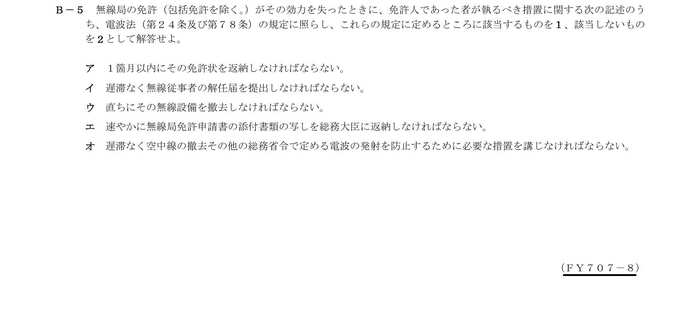 Ｂ－５　無線局の免許（包括免許を除く。）がその効力を失ったときに、免許人であった者が執るべき措置に関する次の記述のう
ち、電波法（第２４条及び第７８条）の規定に照らし、これらの規定に定めるところに該当するものを１、該当しないもの
を２として解答せよ。
ア　１箇月以内にその免許状を返納しなければならない。
イ　遅滞なく無線従事者の解任届を提出しなければならない。
ウ　直ちにその無線設備を撤去しなければならない。
エ　速やかに無線局免許申請書の添付書類の写しを総務大臣に返納しなければならない。
オ　遅滞なく空中線の撤去その他の総務省令で定める電波の発射を防止するために必要な措置を講じなければならない。
（ＦＹ７０７－８）